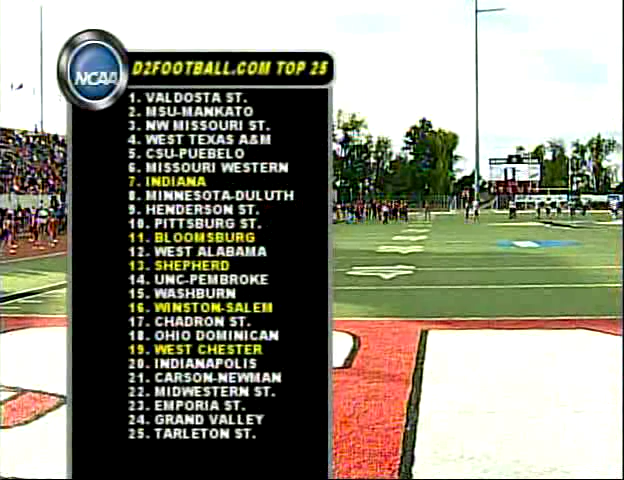 NCAA
D2FOOTBALL.COM TOP 25
1. VALDOSTA ST.
2. MSU-MANKATO
3. NW MISSOURI ST.
4. WEST TEXAS A&M
5. CSU-PUEBELO
6. MISSOURI WESTERN
7. INDIANA
8. MINNESOTA-DULUTH
9. HENDERSON ST.
10. PITTSBURG ST.
11. BLOOMSBURG
12. WEST ALABAMA
13. SHEPHERD
14. UNC-PEMBROKE
15. WASHBURN
16. WINSTON-SALEM
17. CHADRON ST.
18. OHIO DOMINICAN
19. WEST CHESTER
20. INDIANAPOLIS
21. CARSON-NEWMAN
22. MIDWESTERN ST.
23. EMPORIA ST.
24. GRAND VALLEY
25. TARLETON ST.